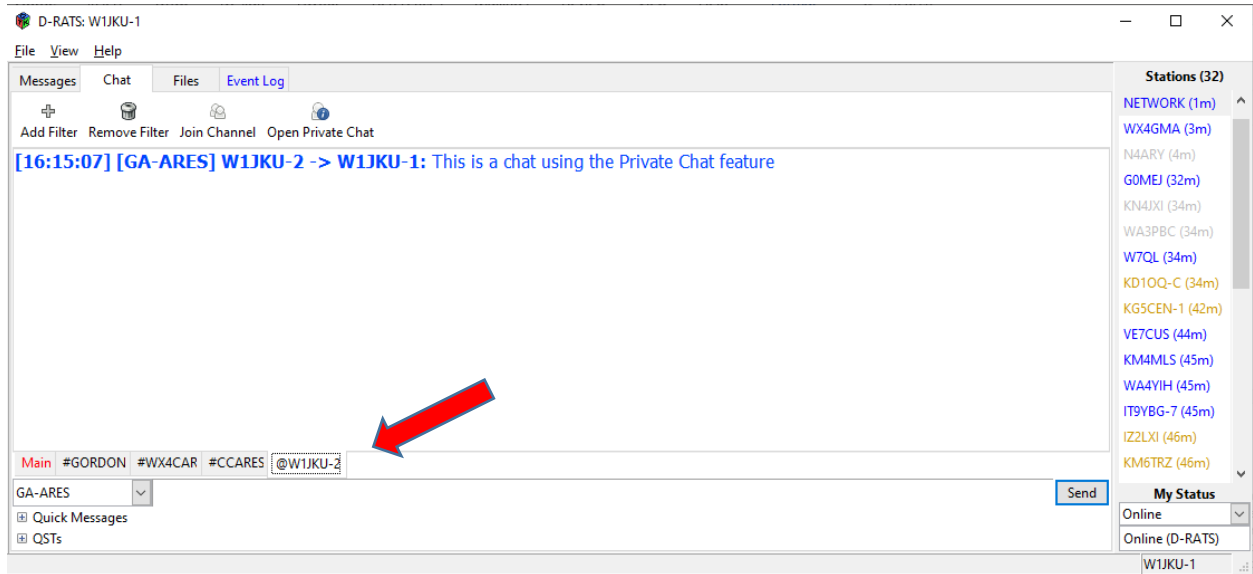 D-RATS: W1JKU-1
File View Help
Messages Chat Files Event Log
Add Filter Remove Filter Join Channel Open Private Chat
[16:15:07] [GA-ARES] W1JKU-2 -> W1JKU-1: This is a chat using the Private Chat feature
Main #GORDON #WX4CAR #CCARES @W1JKU-2
GA-ARES Send
Quick Messages
QSTs
Stations (32)
NETWORK (1m)
WX4GMA (3m)
N4ARY (4m)
G0MEJ (32m)
KN4JXI (34m)
WA3PBC (34m)
W7QL (34m)
KD1OQ-C (34m)
KG5CEN-1 (42m)
VE7CUS (44m)
KM4MLS (45m)
WA4YIH (45m)
IT9YBG-7 (45m)
IZ2LXI (46m)
KM6TRZ (46m)
My Status
Online
Online (D-RATS)
W1JKU-1